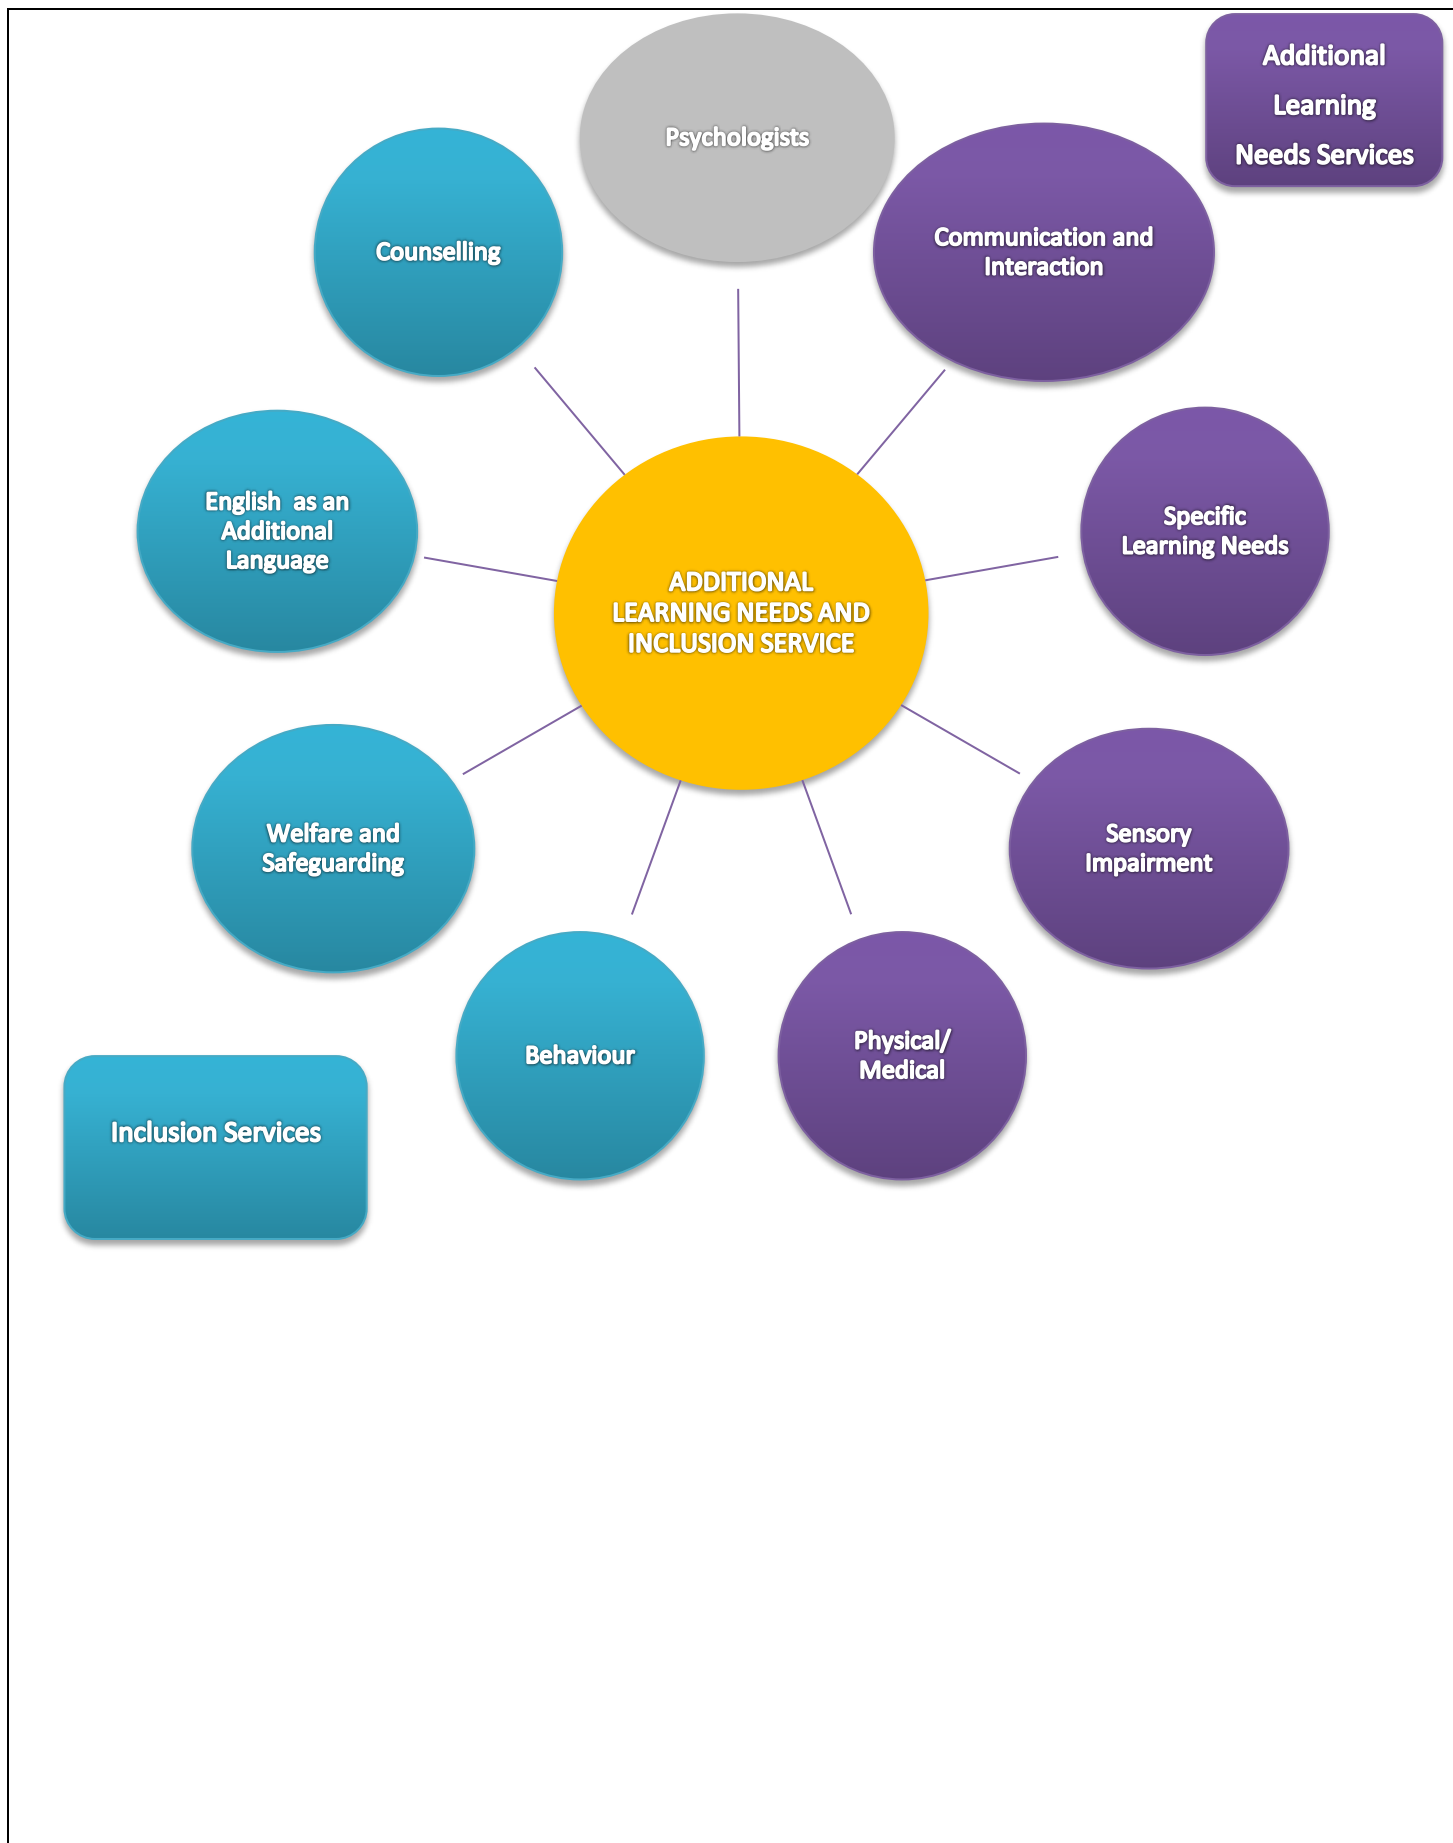 Psychologists
Additional
Learning
Needs Services
Communication and
Interaction
Counselling
Specific
Learning Needs
English  as an
Additional
Language
ADDITIONAL
LEARNING NEEDS AND
INCLUSION SERVICE
Sensory
Impairment
Welfare and
Safeguarding
Physical/
Medical
Behaviour
Inclusion Services